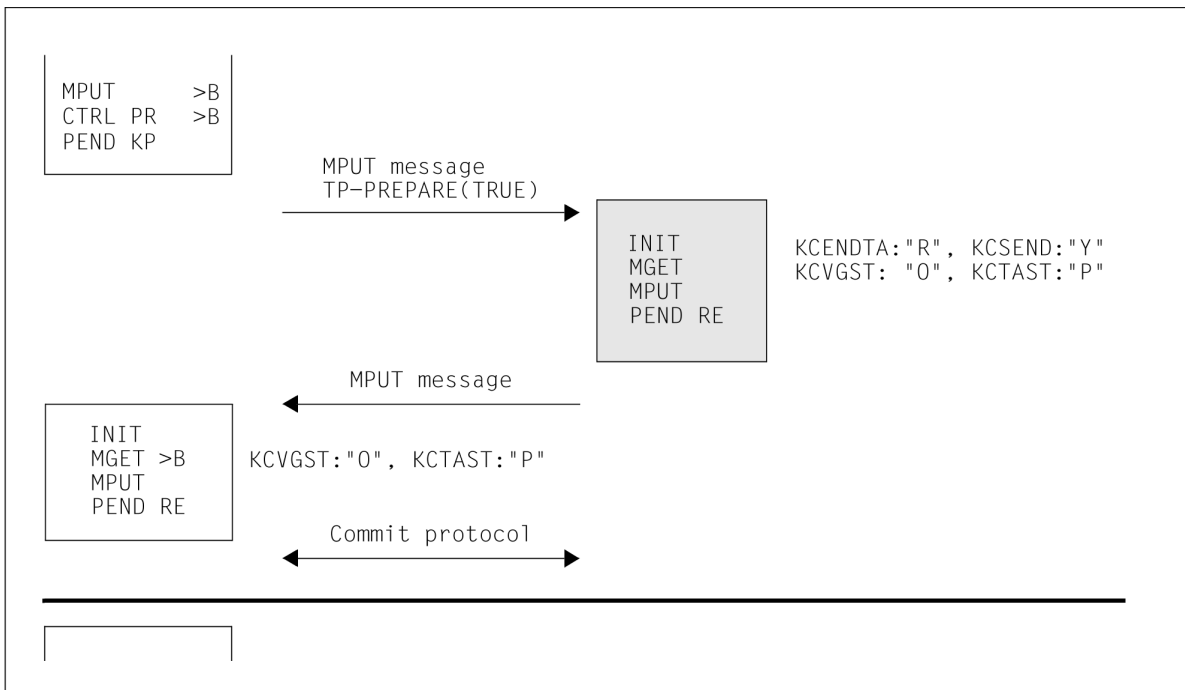 MPUT >B
CTRL PR >B
PEND KP
MPUT message
TP-PREPARE(TRUE)
INIT
MGET
MPUT
PEND RE
KCENDTA:"R", KCSEND:"Y"
KCVGST: "O", KCTAST:"P"
MPUT message
INIT
MGET >B
MPUT
PEND RE
KCVGST:"O", KCTAST:"P"
Commit protocol